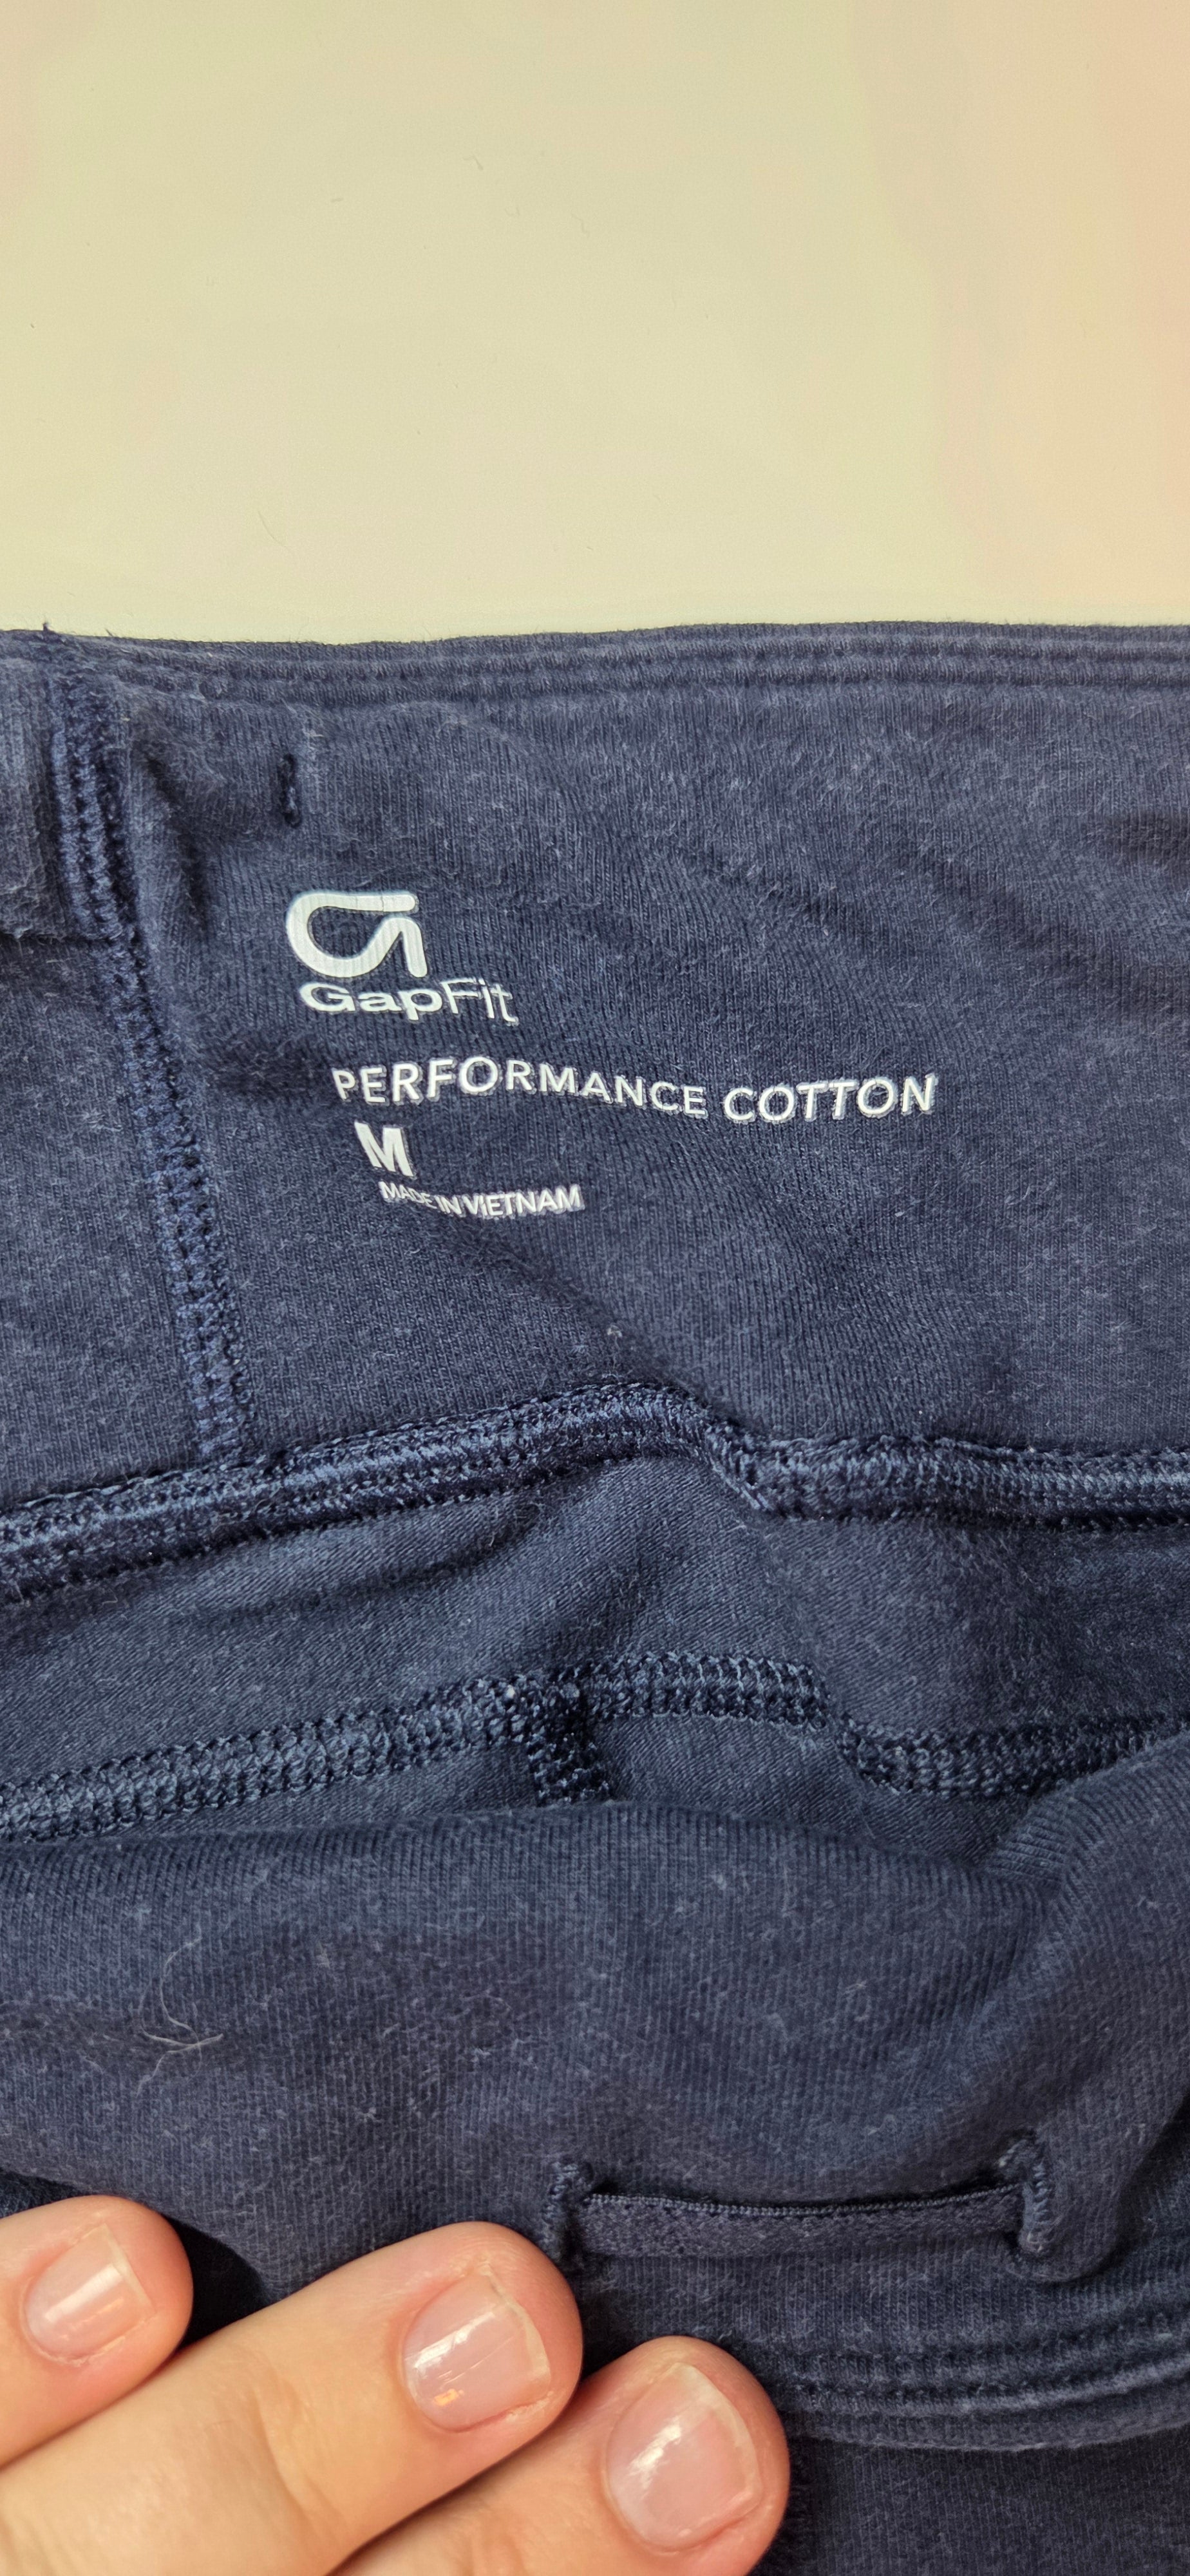 GapFit
PERFORMANCE COTTON
M
MADE IN VIETNAM